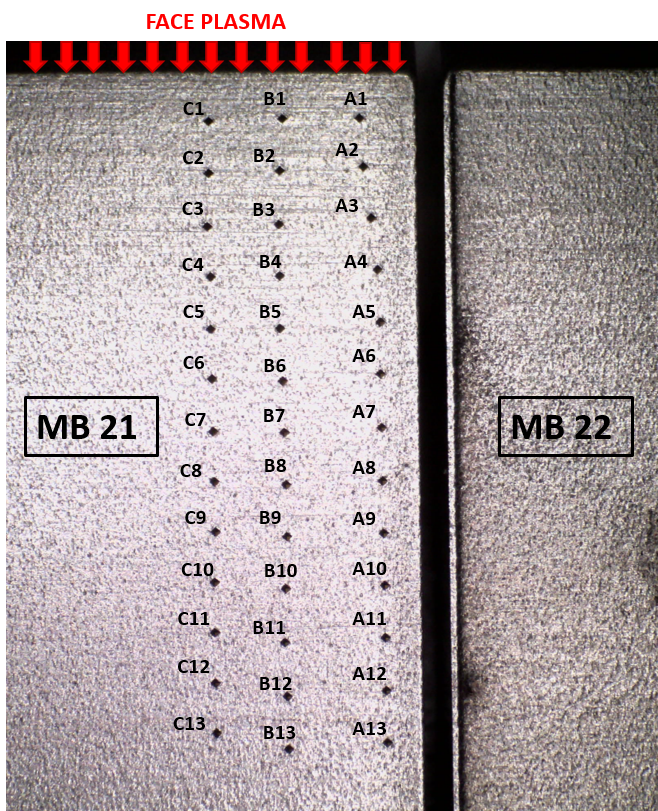 FACE PLASMA
C1 B1 A1
C2 B2 A2
C3 B3 A3
C4 B4 A4
C5 B5 A5
C6 B6 A6
MB 21 C7 B7 A7 MB 22
C8 B8 A8
C9 B9 A9
C10 B10 A10
C11 B11 A11
C12 B12 A12
C13 B13 A13